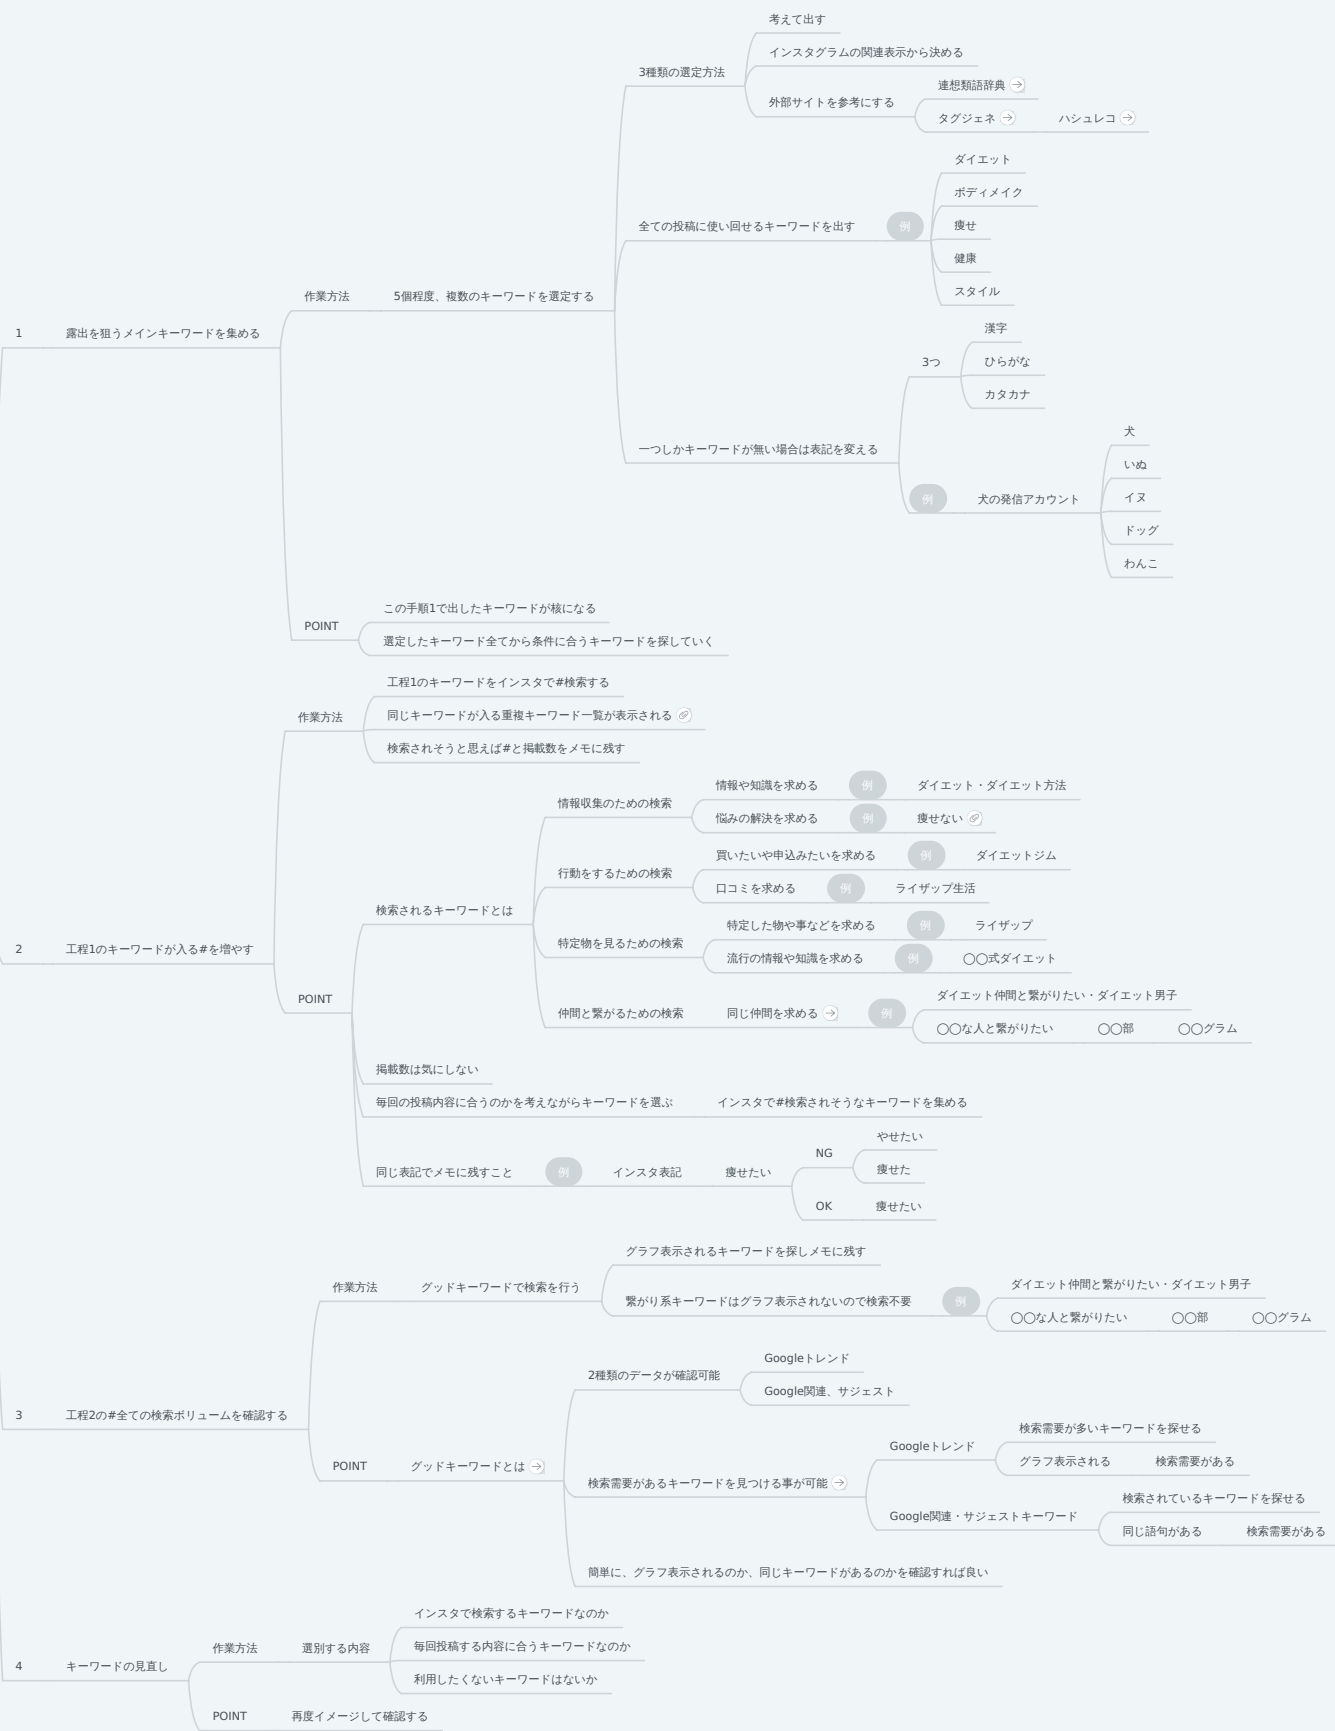 1
露出を狙うメインキーワードを集める
作業方法
5個程度、複数のキーワードを選定する
3種類の選定方法
考えて出す
インスタグラムの関連表示から決める
外部サイトを参考にする
連想類語辞典
タグジェネ ハシュレコ
全ての投稿に使い回せるキーワードを出す
例
ダイエット
ボディメイク
痩せ
健康
スタイル
一つしかキーワードが無い場合は表記を変える
3つ
漢字
ひらがな
カタカナ
例
犬の発信アカウント
犬
いぬ
イヌ
ドッグ
わんこ
POINT
この手順1で出したキーワードが核になる
選定したキーワード全てから条件に合うキーワードを探していく
2
工程1のキーワードが入る#を増やす
作業方法
工程1のキーワードをインスタで#検索する
同じキーワードが入る重複キーワード一覧が表示される
検索されそうと思えば#と掲載数をメモに残す
POINT
検索されるキーワードとは
情報収集のための検索
情報や知識を求める 例 ダイエット・ダイエット方法
悩みの解決を求める 例 痩せない
行動をするための検索
買いたいや申込みたいを求める 例 ダイエットジム
口コミを求める 例 ライザップ生活
特定物を見るための検索
特定した物や事などを求める 例 ライザップ
流行の情報や知識を求める 例 ◯◯式ダイエット
仲間と繋がるための検索
同じ仲間を求める
例
ダイエット仲間と繋がりたい・ダイエット男子
◯◯な人と繋がりたい ◯◯部 ◯◯グラム
掲載数は気にしない
毎回の投稿内容に合うのかを考えながらキーワードを選ぶ インスタで#検索されそうなキーワードを集める
同じ表記でメモに残すこと 例 インスタ表記 痩せたい
NG
やせたい
痩せた
OK 痩せたい
3
工程2の#全ての検索ボリュームを確認する
作業方法
グッドキーワードで検索を行う
グラフ表示されるキーワードを探しメモに残す
繋がり系キーワードはグラフ表示されないので検索不要
例
ダイエット仲間と繋がりたい・ダイエット男子
◯◯な人と繋がりたい ◯◯部 ◯◯グラム
POINT
グッドキーワードとは
2種類のデータが確認可能
Googleトレンド
Google関連、サジェスト
検索需要があるキーワードを見つける事が可能
Googleトレンド
検索需要が多いキーワードを探せる
グラフ表示される 検索需要がある
Google関連・サジェストキーワード
検索されているキーワードを探せる
同じ語句がある 検索需要がある
簡単に、グラフ表示されるのか、同じキーワードがあるのかを確認すれば良い
4
キーワードの見直し
作業方法
選別する内容
インスタで検索するキーワードなのか
毎回投稿する内容に合うキーワードなのか
利用したくないキーワードはないか
POINT
再度イメージして確認する